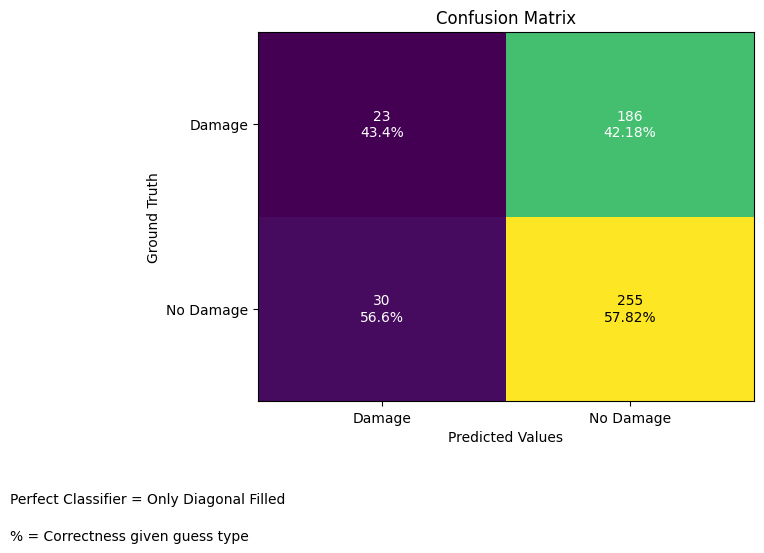 Confusion Matrix
Damage
23
43.4%
186
42.18%
Ground Truth
No Damage
30
56.6%
255
57.82%
Damage
No Damage
Predicted Values
Perfect Classifier = Only Diagonal Filled
% = Correctness given guess type